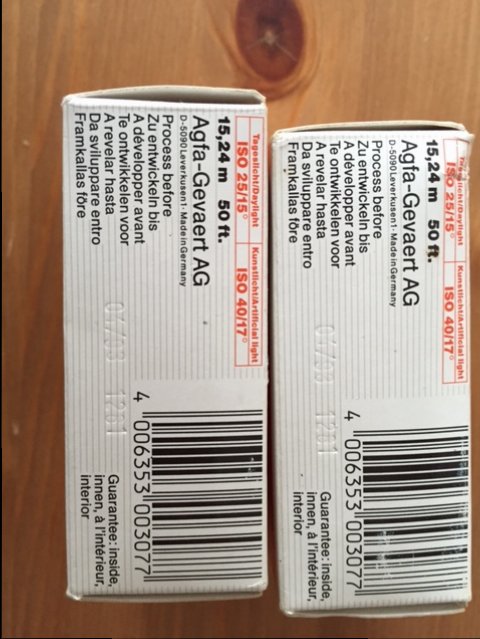 Tageslicht/Daylight Kunstlicht/Artificial light
ISO 25/15° ISO 40/17°
15,24 m 50 ft.
Agfa-Gevaert AG
D-5090 Leverkusen 1 · Made in Germany
Process before
Zu entwickeln bis
A développer avant
Te ontwikkelen voor
A revelar hasta
Da sviluppare entro
Framkallas före
4 006353 003077
Guarantee: inside,
innen, à l'intérieur,
interior
Tageslicht/Daylight Kunstlicht/Artificial light
ISO 25/15° ISO 40/17°
15,24 m 50 ft.
Agfa-Gevaert AG
D-5090 Leverkusen 1 · Made in Germany
Process before
Zu entwickeln bis
A développer avant
Te ontwikkelen voor
A revelar hasta
Da sviluppare entro
Framkallas före
4 006353 003077
Guarantee: inside,
innen, à l'intérieur,
interior